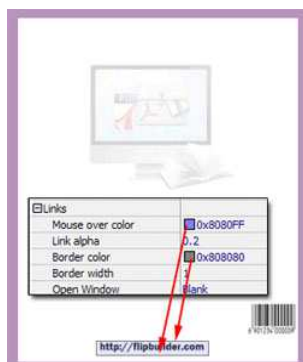 Links
Mouse over color 0x8080FF
Link alpha 0.2
Border color 0x808080
Border width 1
Open Window Blank
http://flipbuilder.com